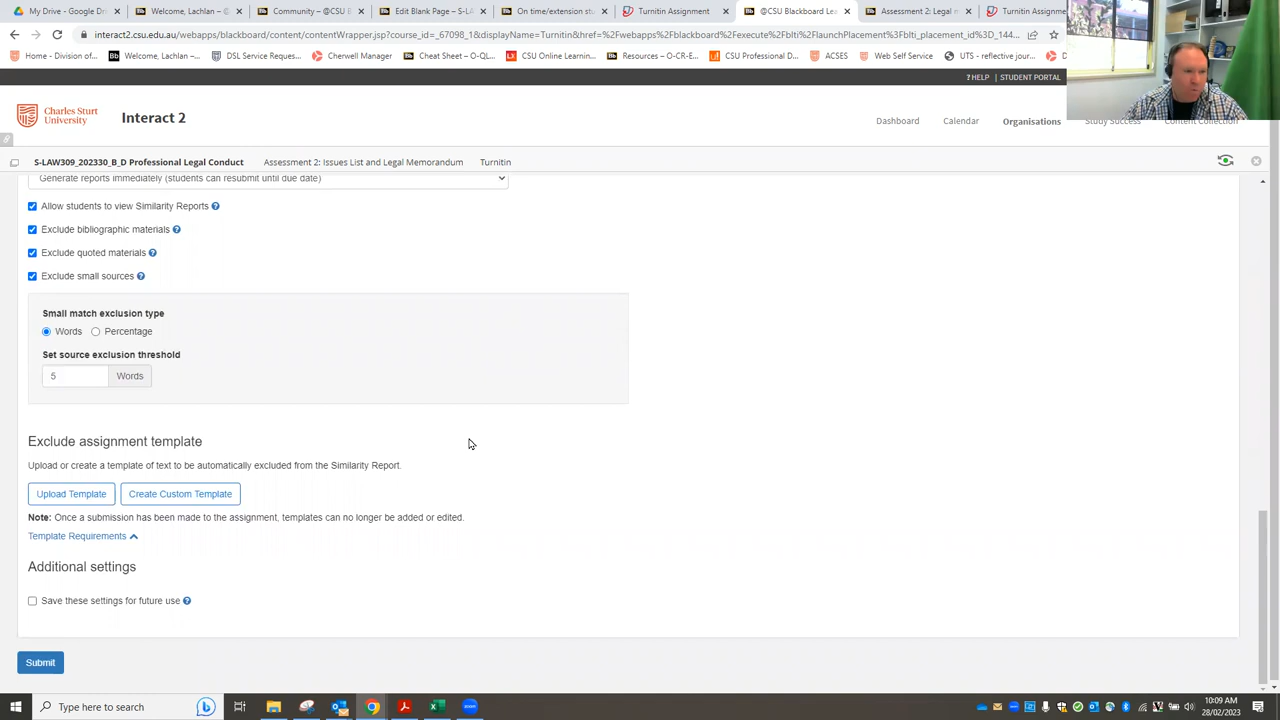 My Drive - Google D
Welcome, Lachlan – @
Community – @CSU B
Edit Blank Page – S-LA
On time/extension stu
Turnitin Assignment
@CSU Blackboard Lea
Assessment 2: Legal m
Turnitin Assignme
interact2.csu.edu.au/webapps/blackboard/content/contentWrapper.jsp?course_id=_67098_1&displayName=Turnitin&href=%2Fwebapps%2Fblackboard%2Fexecute%2Fblti%2FlaunchPlacement%3Fblti_placement_id%3D_144...
Home - Division of...
Welcome, Lachlan –...
DSL Service Reques...
Cherwell Manager
Cheat Sheet – O-QL...
CSU Online Learnin...
Resources – O-CR-E...
CSU Professional D...
ACSES
Web Self Service
UTS - reflective jour...
HELP | STUDENT PORTAL
Charles Sturt
University
Interact 2
Dashboard
Calendar
Organisations
Study Success
Content Collection
S-LAW309_202330_B_D Professional Legal Conduct
Assessment 2: Issues List and Legal Memorandum
Turnitin
Generate reports immediately (students can resubmit until due date)
Allow students to view Similarity Reports
Exclude bibliographic materials
Exclude quoted materials
Exclude small sources
Small match exclusion type
Words Percentage
Set source exclusion threshold
5 Words
Exclude assignment template
Upload or create a template of text to be automatically excluded from the Similarity Report.
Upload Template Create Custom Template
Note: Once a submission has been made to the assignment, templates can no longer be added or edited.
Template Requirements
Additional settings
Save these settings for future use
Submit
Type here to search
10:09 AM
28/02/2023